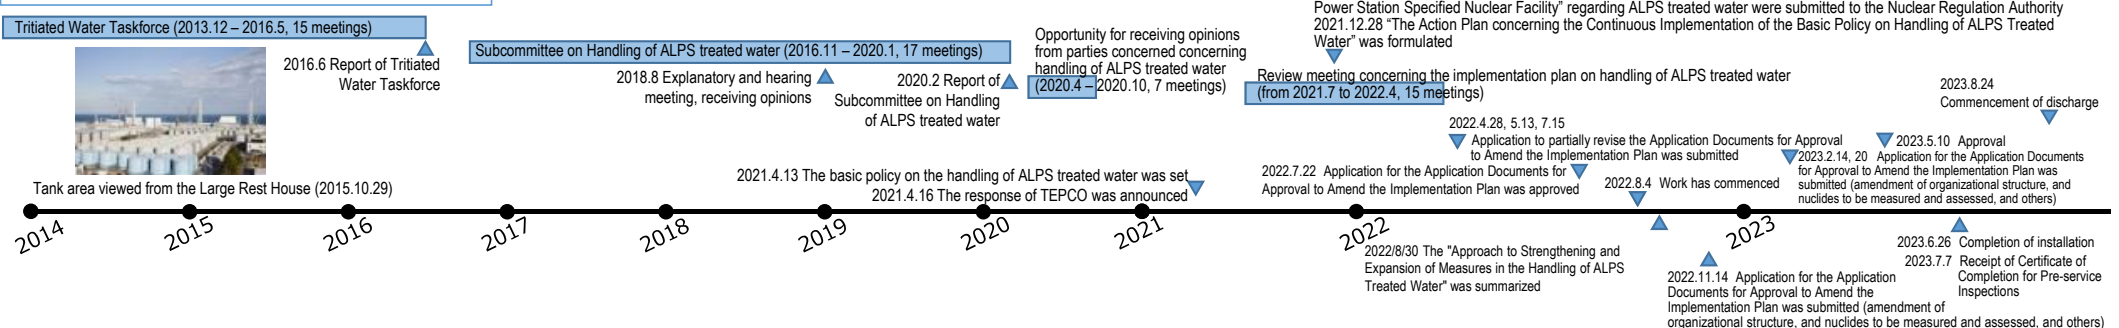 Tritiated Water Taskforce (2013.12 – 2016.5, 15 meetings)
2016.6 Report of Tritiated
Water Taskforce
Tank area viewed from the Large Rest House (2015.10.29)
Subcommittee on Handling of ALPS treated water (2016.11 – 2020.1, 17 meetings)
2018.8 Explanatory and hearing
meeting, receiving opinions
2020.2 Report of
Subcommittee on Handling
of ALPS treated water
Opportunity for receiving opinions
from parties concerned concerning
handling of ALPS treated water
(2020.4 – 2020.10, 7 meetings)
2021.4.13 The basic policy on the handling of ALPS treated water was set
2021.4.16 The response of TEPCO was announced
Power Station Specified Nuclear Facility” regarding ALPS treated water were submitted to the Nuclear Regulation Authority
2021.12.28 “The Action Plan concerning the Continuous Implementation of the Basic Policy on Handling of ALPS Treated
Water” was formulated
Review meeting concerning the implementation plan on handling of ALPS treated water
(from 2021.7 to 2022.4, 15 meetings)
2022.4.28, 5.13, 7.15
Application to partially revise the Application Documents for Approval
to Amend the Implementation Plan was submitted
2022.7.22 Application for the Application Documents for
Approval to Amend the Implementation Plan was approved
2022.8.4 Work has commenced
2023.8.24
Commencement of discharge
2023.5.10 Approval
2023.2.14, 20 Application for the Application Documents
for Approval to Amend the Implementation Plan was
submitted (amendment of organizational structure, and
nuclides to be measured and assessed, and others)
2014
2015
2016
2017
2018
2019
2020
2021
2022
2023
2022/8/30 The "Approach to Strengthening and
Expansion of Measures in the Handling of ALPS
Treated Water" was summarized
2022.11.14 Application for the Application
Documents for Approval to Amend the
Implementation Plan was submitted (amendment of
organizational structure, and nuclides to be measured and assessed, and others)
2023.6.26 Completion of installation
2023.7.7 Receipt of Certificate of
Completion for Pre-service
Inspections